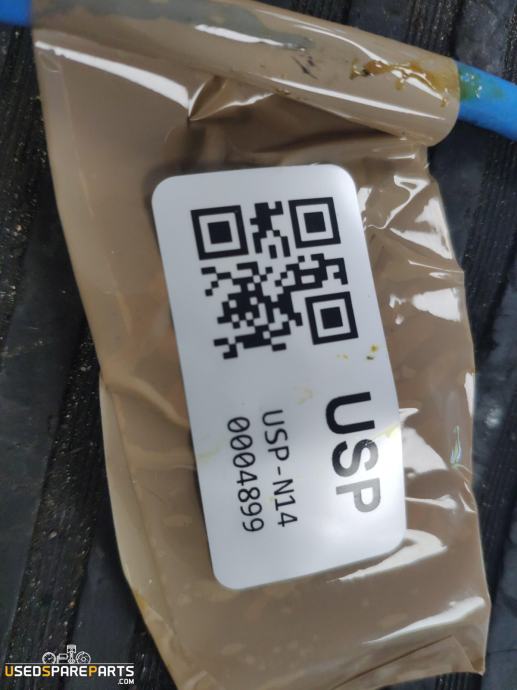 USP
USP-N14
0004899
USEDSPAREPARTS
.COM